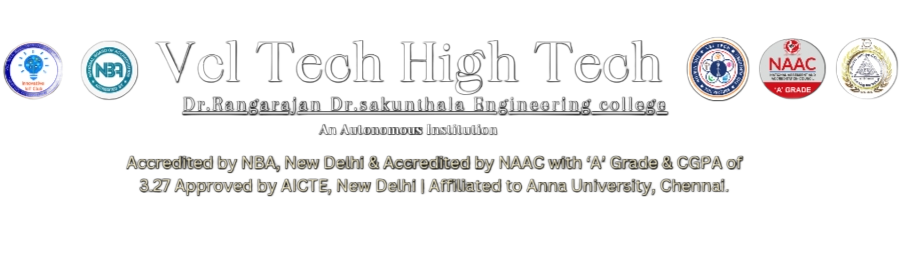 Vcl Tech High Tech
Dr.Rangarajan Dr.sakunthala Engineering college
An Autonomous Institution
Accredited by NBA, New Delhi & Accredited by NAAC with ‘A’ Grade & CGPA of
3.27 Approved by AICTE, New Delhi | Affiliated to Anna University, Chennai.
NBA
NAAC
‘A’ GRADE